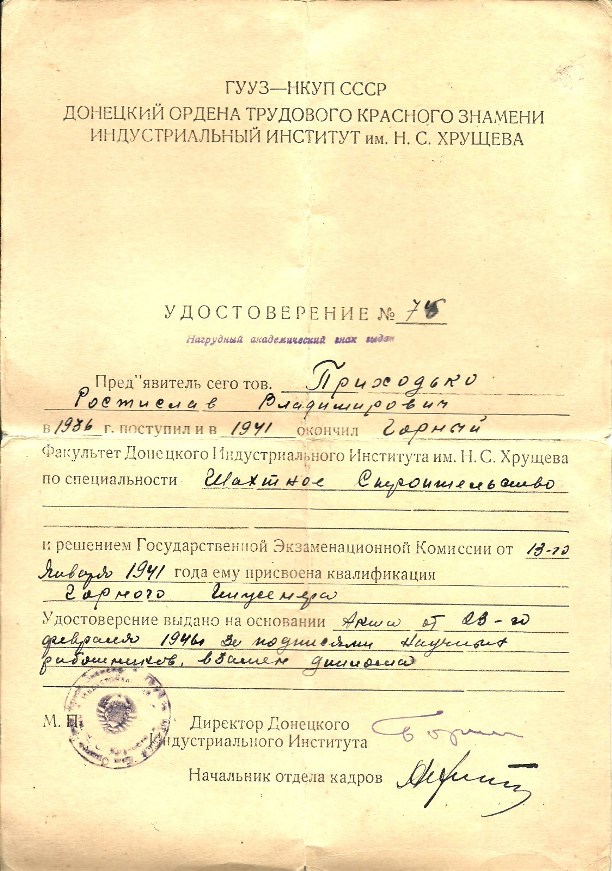 ГУУЗ—НКУП СССР
ДОНЕЦКИЙ ОРДЕНА ТРУДОВОГО КРАСНОГО ЗНАМЕНИ
ИНДУСТРИАЛЬНЫЙ ИНСТИТУТ им. Н. С. ХРУЩЕВА
УДОСТОВЕРЕНИЕ №
Нагрудный академический знак выдан
Пред"явитель сего тов. Приходько
Ростислав Владимирович
в 1936 г. поступил и в 1941 окончил Горный
Факультет Донецкого Индустриального Института им. Н. С. Хрущева
по специальности Шахтное Строительство
и решением Государственной Экзаменационной Комиссии от 13-го
Января 1941 года ему присвоена квалификация
Горного Инженера
Удостоверение выдано на основании Акта от 23-го
февраля 194 за подписями Научных
работников, взамен диплома
М. П. Директор Донецкого
Индустриального Института
Начальник отдела кадров